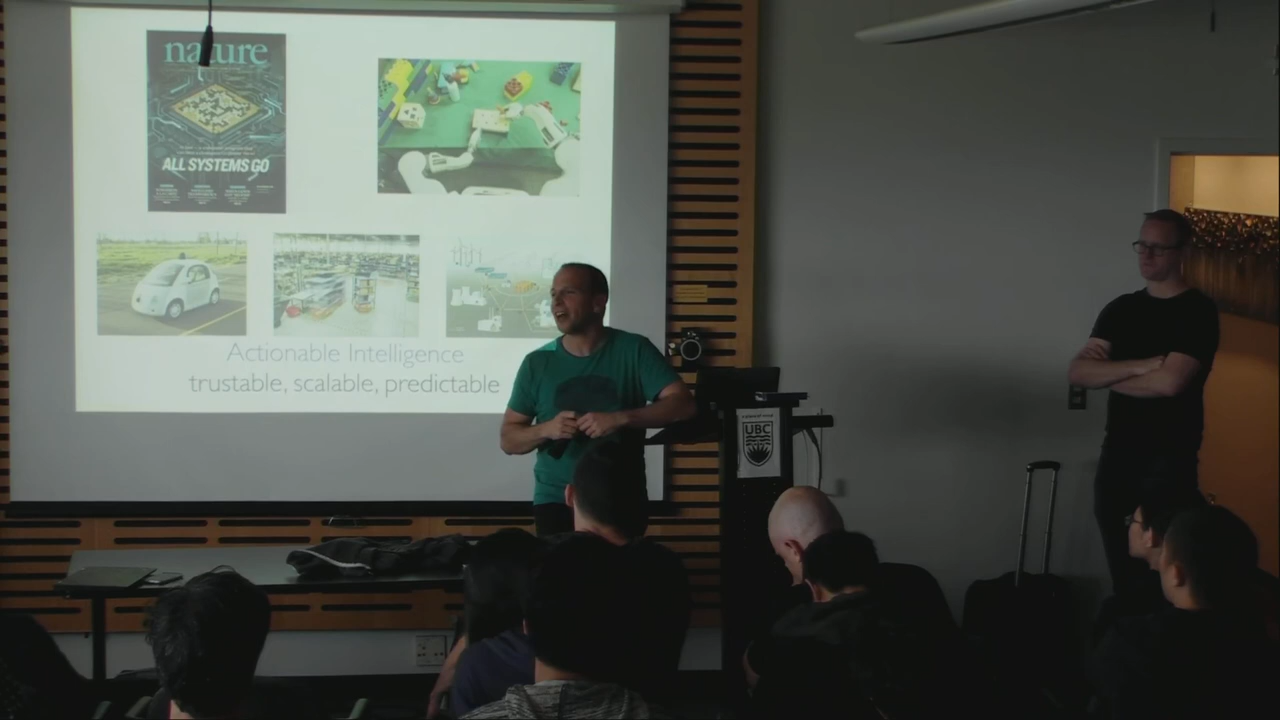 nature
ALL SYSTEMS GO
Actionable Intelligence
trustable, scalable, predictable
UBC